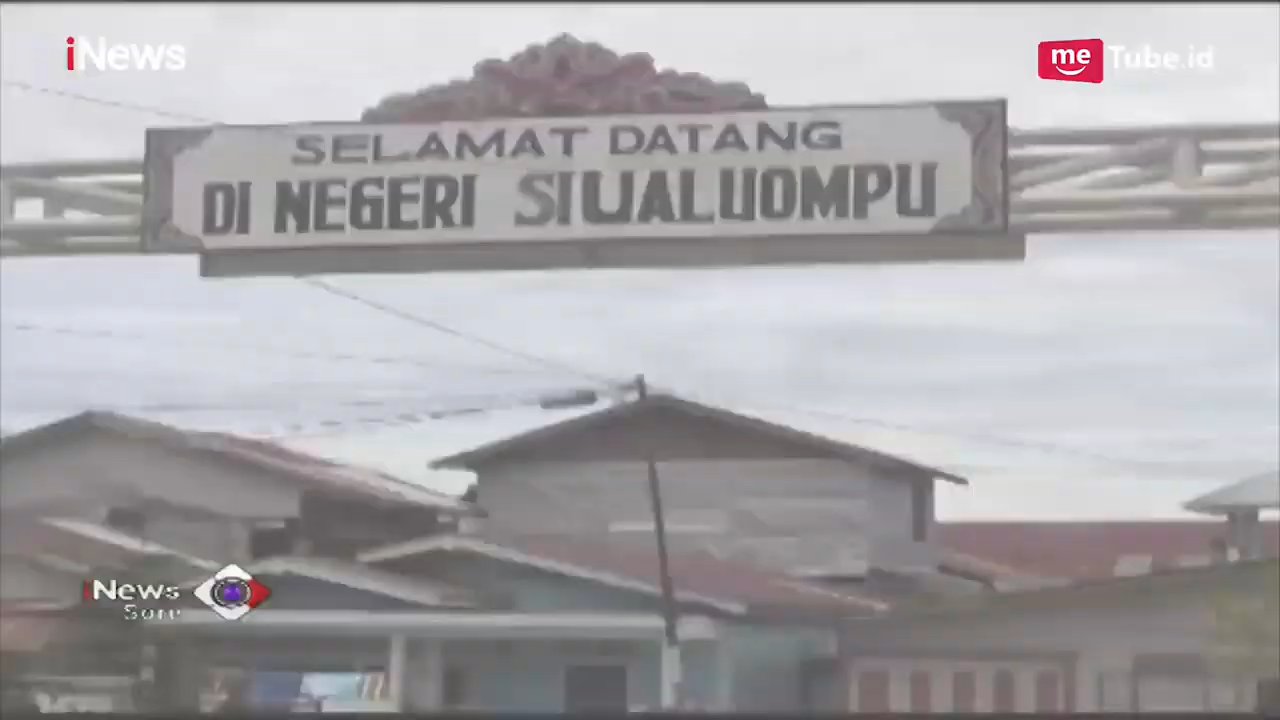 iNews
me Tube.id
SELAMAT DATANG
DI NEGERI SIUALUOMPU
iNews
Sore